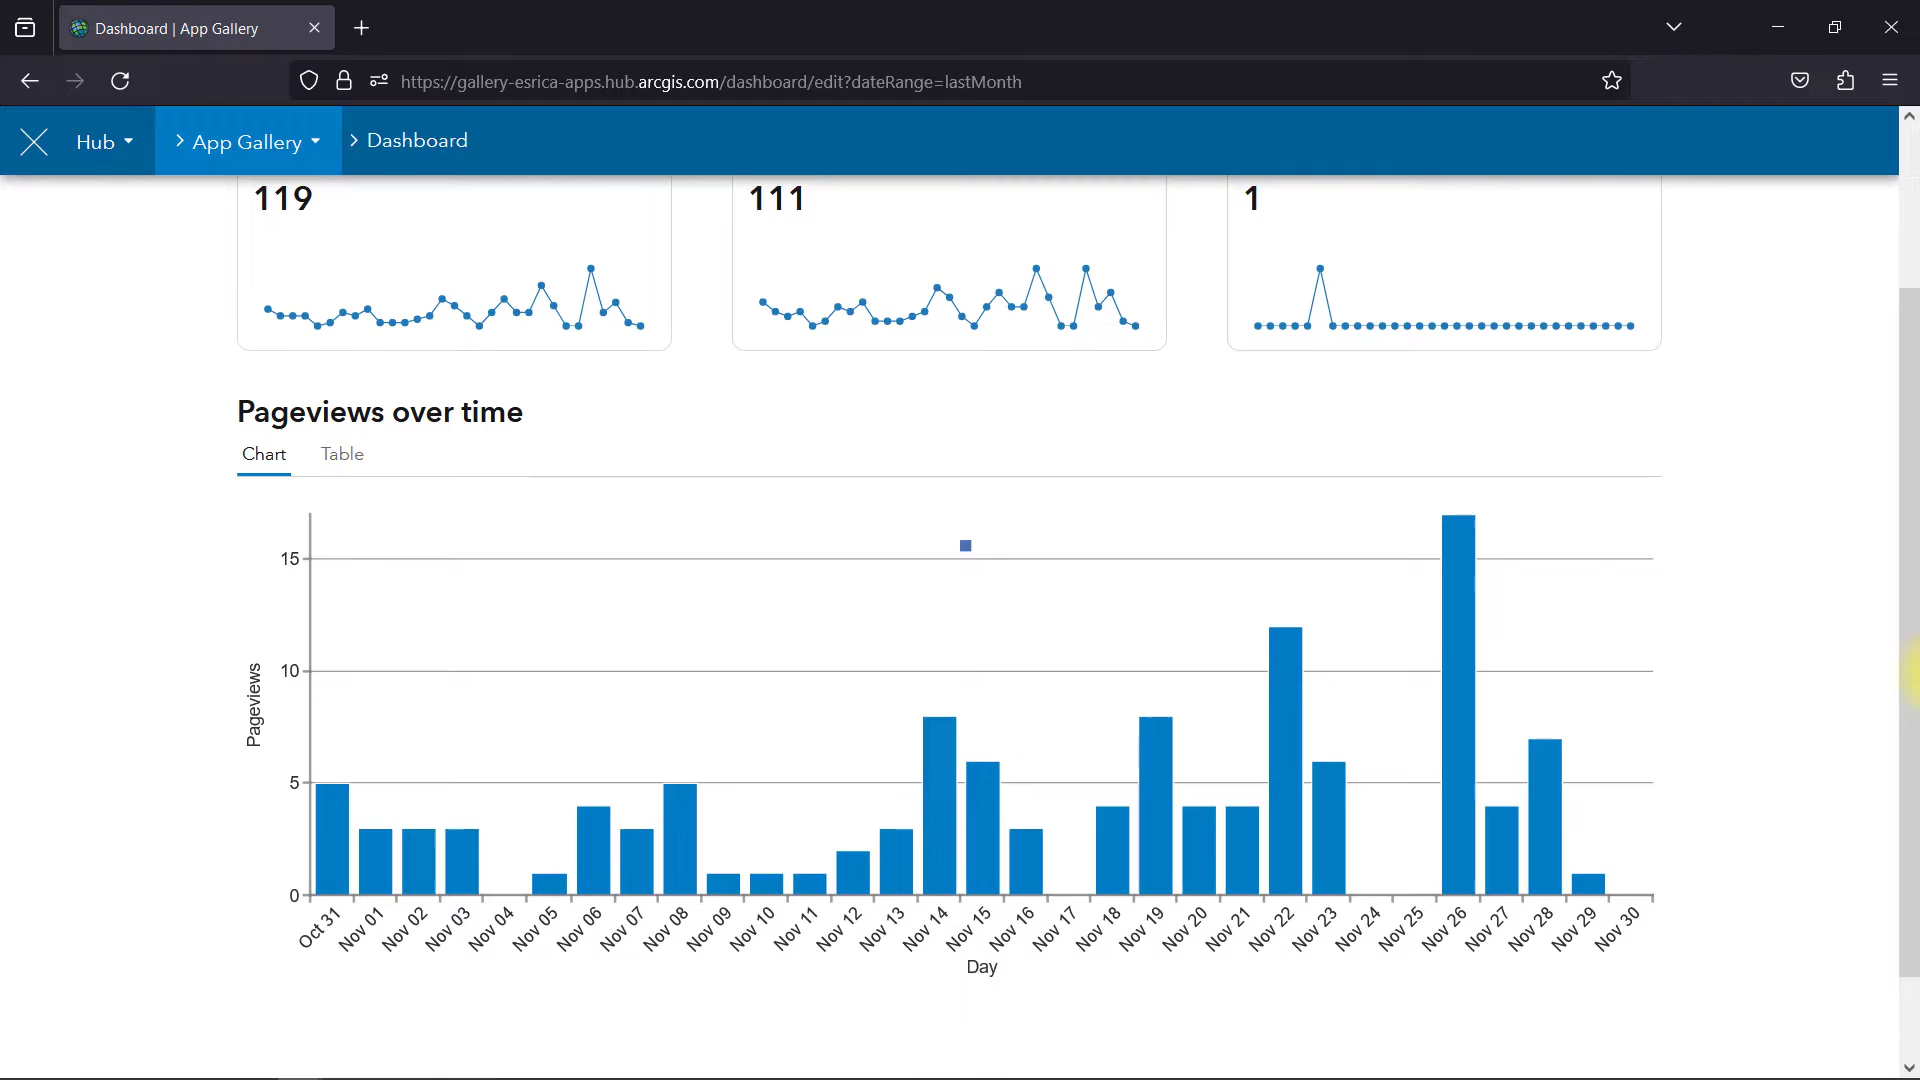 Dashboard | App Gallery
https://gallery-esrica-apps.hub.arcgis.com/dashboard/edit?dateRange=lastMonth
Hub
App Gallery
Dashboard
119
111
1
Pageviews over time
Chart
Table
15
10
5
0
Pageviews
Oct 31
Nov 01
Nov 02
Nov 03
Nov 04
Nov 05
Nov 06
Nov 07
Nov 08
Nov 09
Nov 10
Nov 11
Nov 12
Nov 13
Nov 14
Nov 15
Nov 16
Nov 17
Nov 18
Nov 19
Nov 20
Nov 21
Nov 22
Nov 23
Nov 24
Nov 25
Nov 26
Nov 27
Nov 28
Nov 29
Nov 30
Day